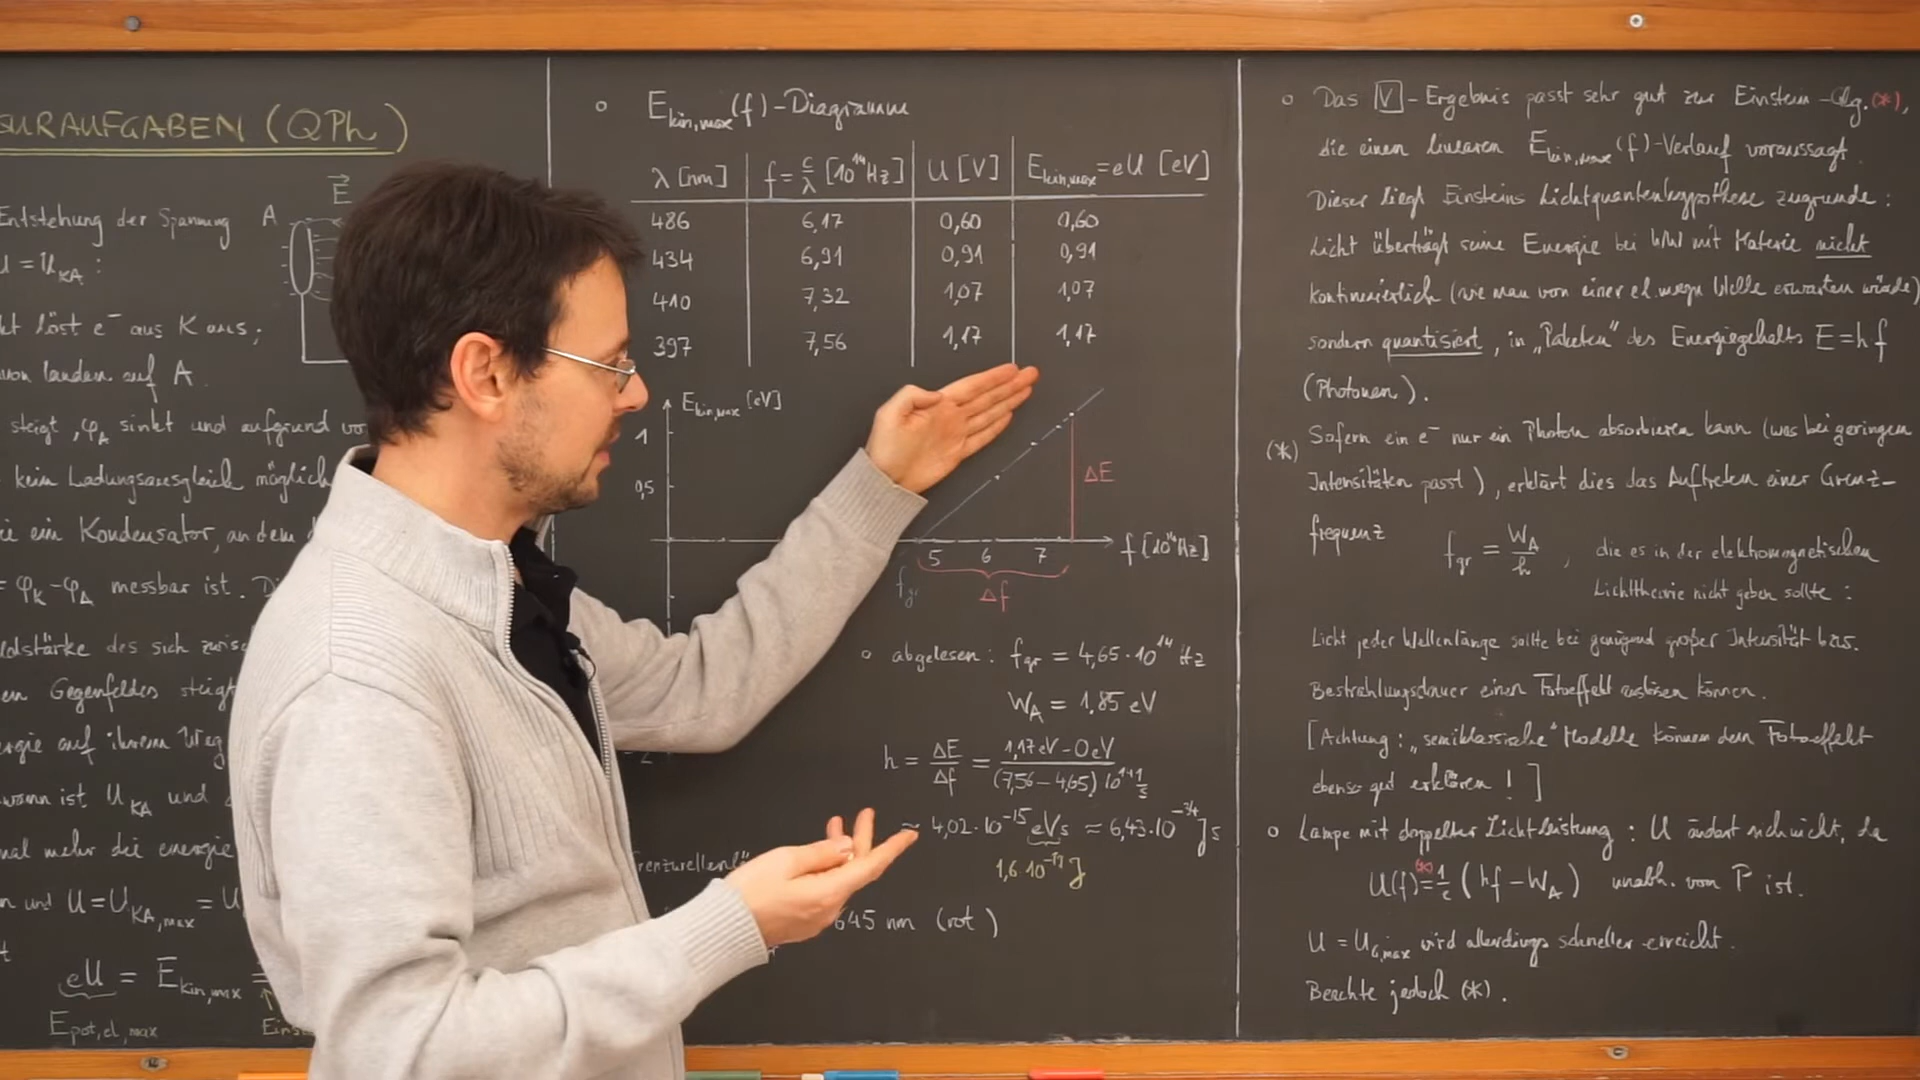 SURAUFGABEN (QPh)
Entstehung der Spannung
U = U_KA :
A
E
löst e⁻ aus K aus;
von landen auf A.
steigt, φ_A sinkt und aufgrund
kein Ladungsausgleich möglich
ein Kondensator, an dem
= φ_K − φ_A messbar ist.
ldstärke des sich
Gegenfeldes steigt
rgie auf ihrem Weg
wann ist U_KA und
mal mehr die energie
und U = U_KA,max =
eU = E_kin,max =
E_pot,el,max
Eins
E_kin,max(f) - Diagramm
λ [nm] f = c/λ [10¹⁴ Hz] U [V] E_kin,max = eU [eV]
486 6,17 0,60 0,60
434 6,91 0,91 0,91
410 7,32 1,07 1,07
397 7,56 1,17 1,17
E_kin,max [eV]
1
0,5
ΔE
5 6 7 f [10¹⁴ Hz]
f_gr Δf
abgelesen : f_gr = 4,65·10¹⁴ Hz
W_A = 1.85 eV
h = ΔE/Δf = (1,17 eV − 0 eV)/((7,56 − 4,65) 10¹⁴ 1/s)
≈ 4,02·10⁻¹⁵ eVs ≈ 6,43·10⁻³⁴ Js
1,6·10⁻¹⁹ J
renzwellenlä
645 nm (rot)
Das V - Ergebnis passt sehr gut zur Einstein-Glg. (*),
die einen linearen E_kin,max(f)-Verlauf voraussagt.
Dieser liegt Einsteins Lichtquantenhypothese zugrunde :
Licht überträgt seine Energie bei WW mit Materie nicht
kontinuierlich (wie man von einer el.magn. Welle erwarten würde)
sondern quantisiert, in „Paketen" des Energiegehalts E = hf
(Photonen).
(*) Sofern ein e⁻ nur ein Photon absorbieren kann (was bei geringen
Intensitäten passt), erklärt dies das Auftreten einer Grenz-
frequenz f_gr = W_A/h , die es in der elektromagnetischen
Lichttheorie nicht geben sollte :
Licht jeder Wellenlänge sollte bei genügend großer Intensität bzw.
Bestrahlungsdauer einen Fotoeffekt auslösen können.
[Achtung : „semiklassische" Modelle können den Fotoeffekt
ebenso gut erklären ! ]
Lampe mit doppelter Lichtleistung : U ändert sich nicht, da
U(f) (*)= 1/e (hf − W_A) unabh. von P ist.
wird allerdings schneller erreicht.
Beachte jedoch (*).